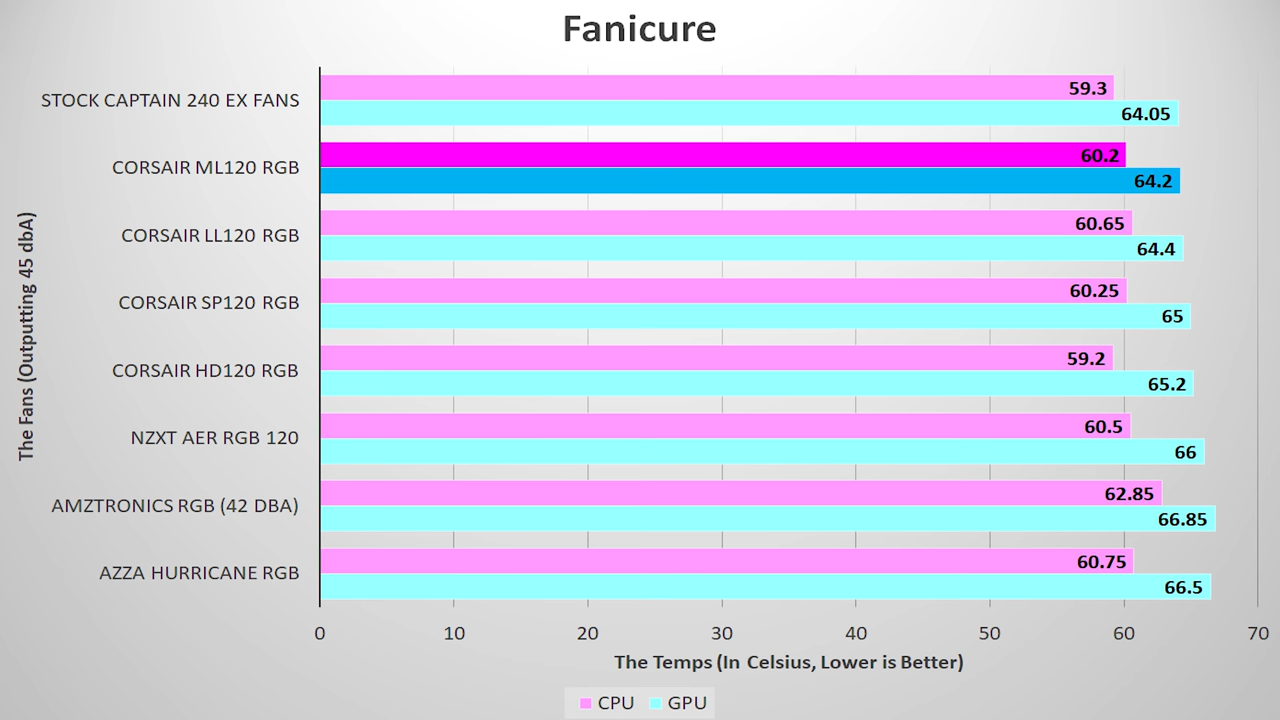 Fanicure
The Fans (Outputting 45 dbA)
STOCK CAPTAIN 240 EX FANS
59.3
64.05
CORSAIR ML120 RGB
60.2
64.2
CORSAIR LL120 RGB
60.65
64.4
CORSAIR SP120 RGB
60.25
65
CORSAIR HD120 RGB
59.2
65.2
NZXT AER RGB 120
60.5
66
AMZTRONICS RGB (42 DBA)
62.85
66.85
AZZA HURRICANE RGB
60.75
66.5
0 10 20 30 40 50 60 70
The Temps (In Celsius, Lower is Better)
CPU GPU